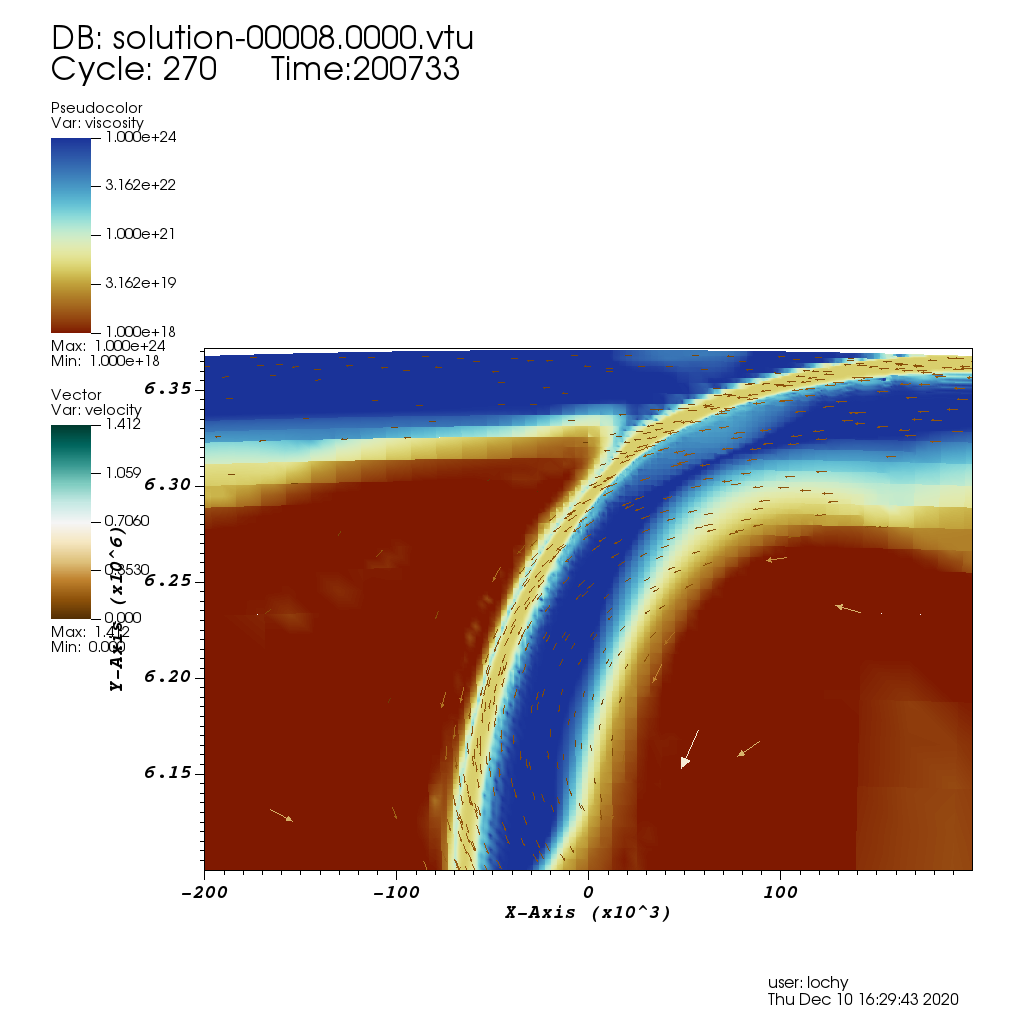 DB: solution-00008.0000.vtu
Cycle: 270 Time:200733
Pseudocolor
Var: viscosity
1.000e+24
3.162e+22
1.000e+21
3.162e+19
1.000e+18
Max: 1.000e+24
Min: 1.000e+18
Vector
Var: velocity
1.412
1.059
0.7060
0.3530
0.000
Max: 1.412
Min: 0.000
Y-Axis (x10^6)
6.35
6.30
6.25
6.20
6.15
-200
-100
0
100
X-Axis (x10^3)
user: lochy
Thu Dec 10 16:29:43 2020